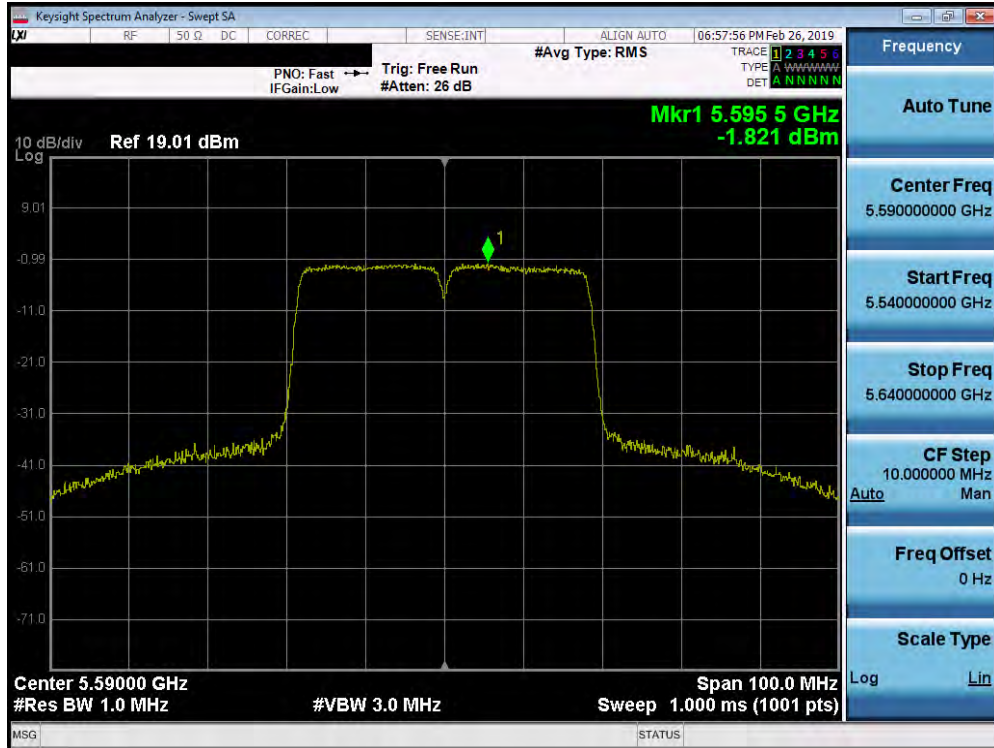 Keysight Spectrum Analyzer - Swept SA
LXI RF 50 Ω DC CORREC SENSE:INT ALIGN AUTO 06:57:56 PM Feb 26, 2019
PNO: Fast
IFGain:Low
Trig: Free Run
#Atten: 26 dB
#Avg Type: RMS
TRACE 1 2 3 4 5 6
TYPE A WWWWW
DET A N N N N N
Mkr1 5.595 5 GHz
-1.821 dBm
10 dB/div Ref 19.01 dBm
Log
9.01
-0.99
-11.0
-21.0
-31.0
-41.0
-51.0
-61.0
-71.0
1
Center 5.59000 GHz
#Res BW 1.0 MHz
#VBW 3.0 MHz
Span 100.0 MHz
Sweep 1.000 ms (1001 pts)
MSG
STATUS
Frequency
Auto Tune
Center Freq
5.590000000 GHz
Start Freq
5.540000000 GHz
Stop Freq
5.640000000 GHz
CF Step
10.000000 MHz
Auto Man
Freq Offset
0 Hz
Scale Type
Log Lin